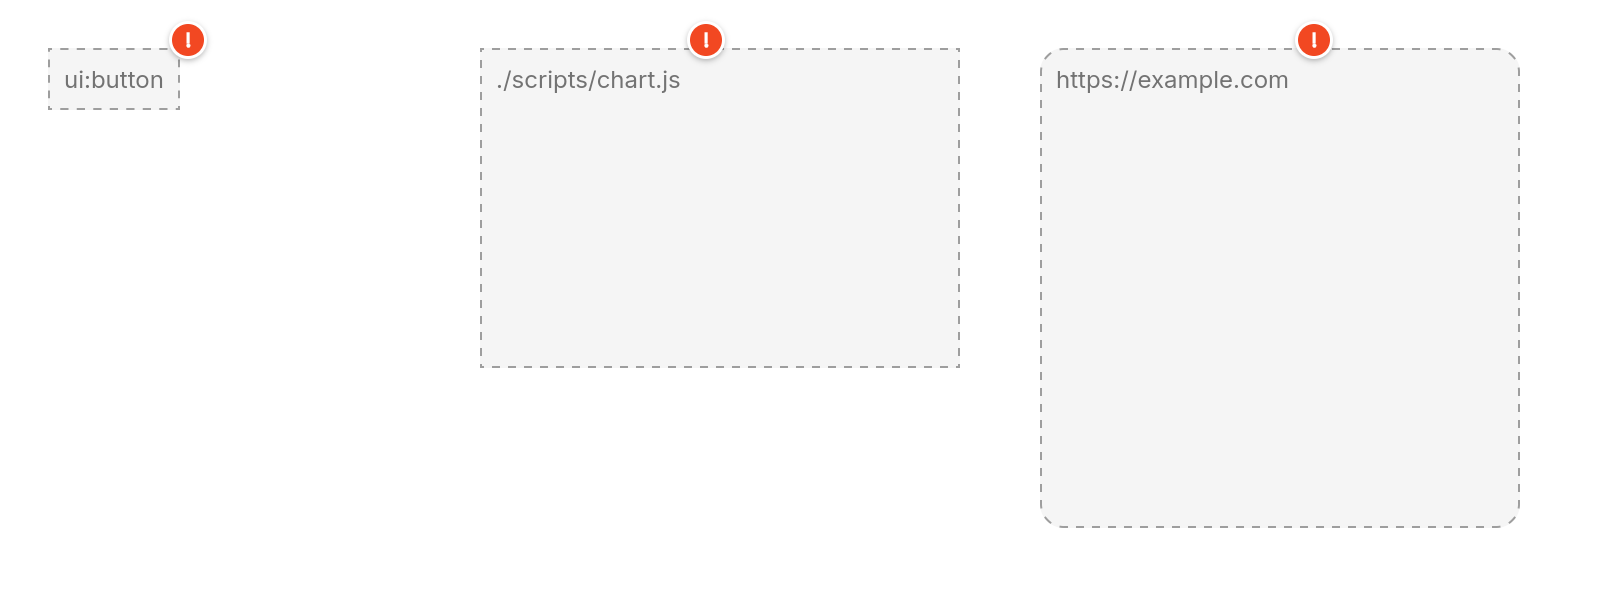 !
ui:button
!
./scripts/chart.js
!
https://example.com